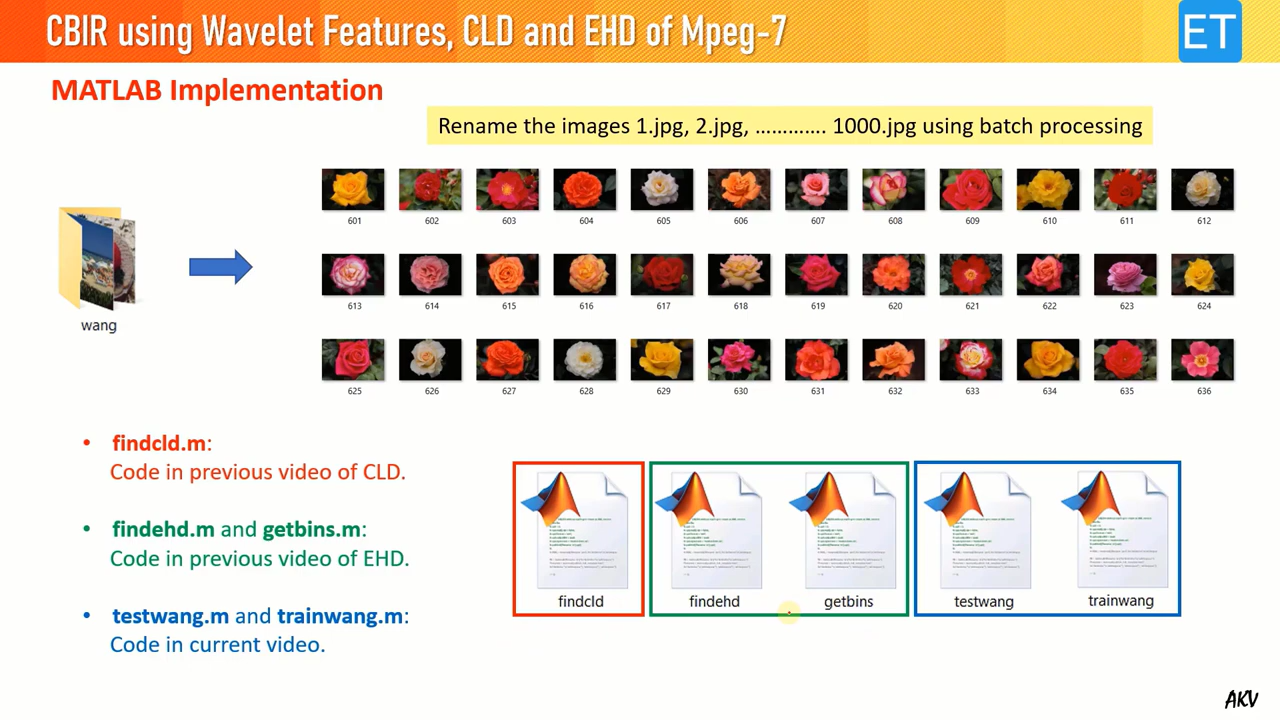 CBIR using Wavelet Features, CLD and EHD of Mpeg-7
ET
MATLAB Implementation
Rename the images 1.jpg, 2.jpg, …………. 1000.jpg using batch processing
601 602 603 604 605 606 607 608 609 610 611 612
613 614 615 616 617 618 619 620 621 622 623 624
625 626 627 628 629 630 631 632 633 634 635 636
wang
• findcld.m:
Code in previous video of CLD.
• findehd.m and getbins.m:
Code in previous video of EHD.
• testwang.m and trainwang.m:
Code in current video.
findcld findehd getbins testwang trainwang
AKV